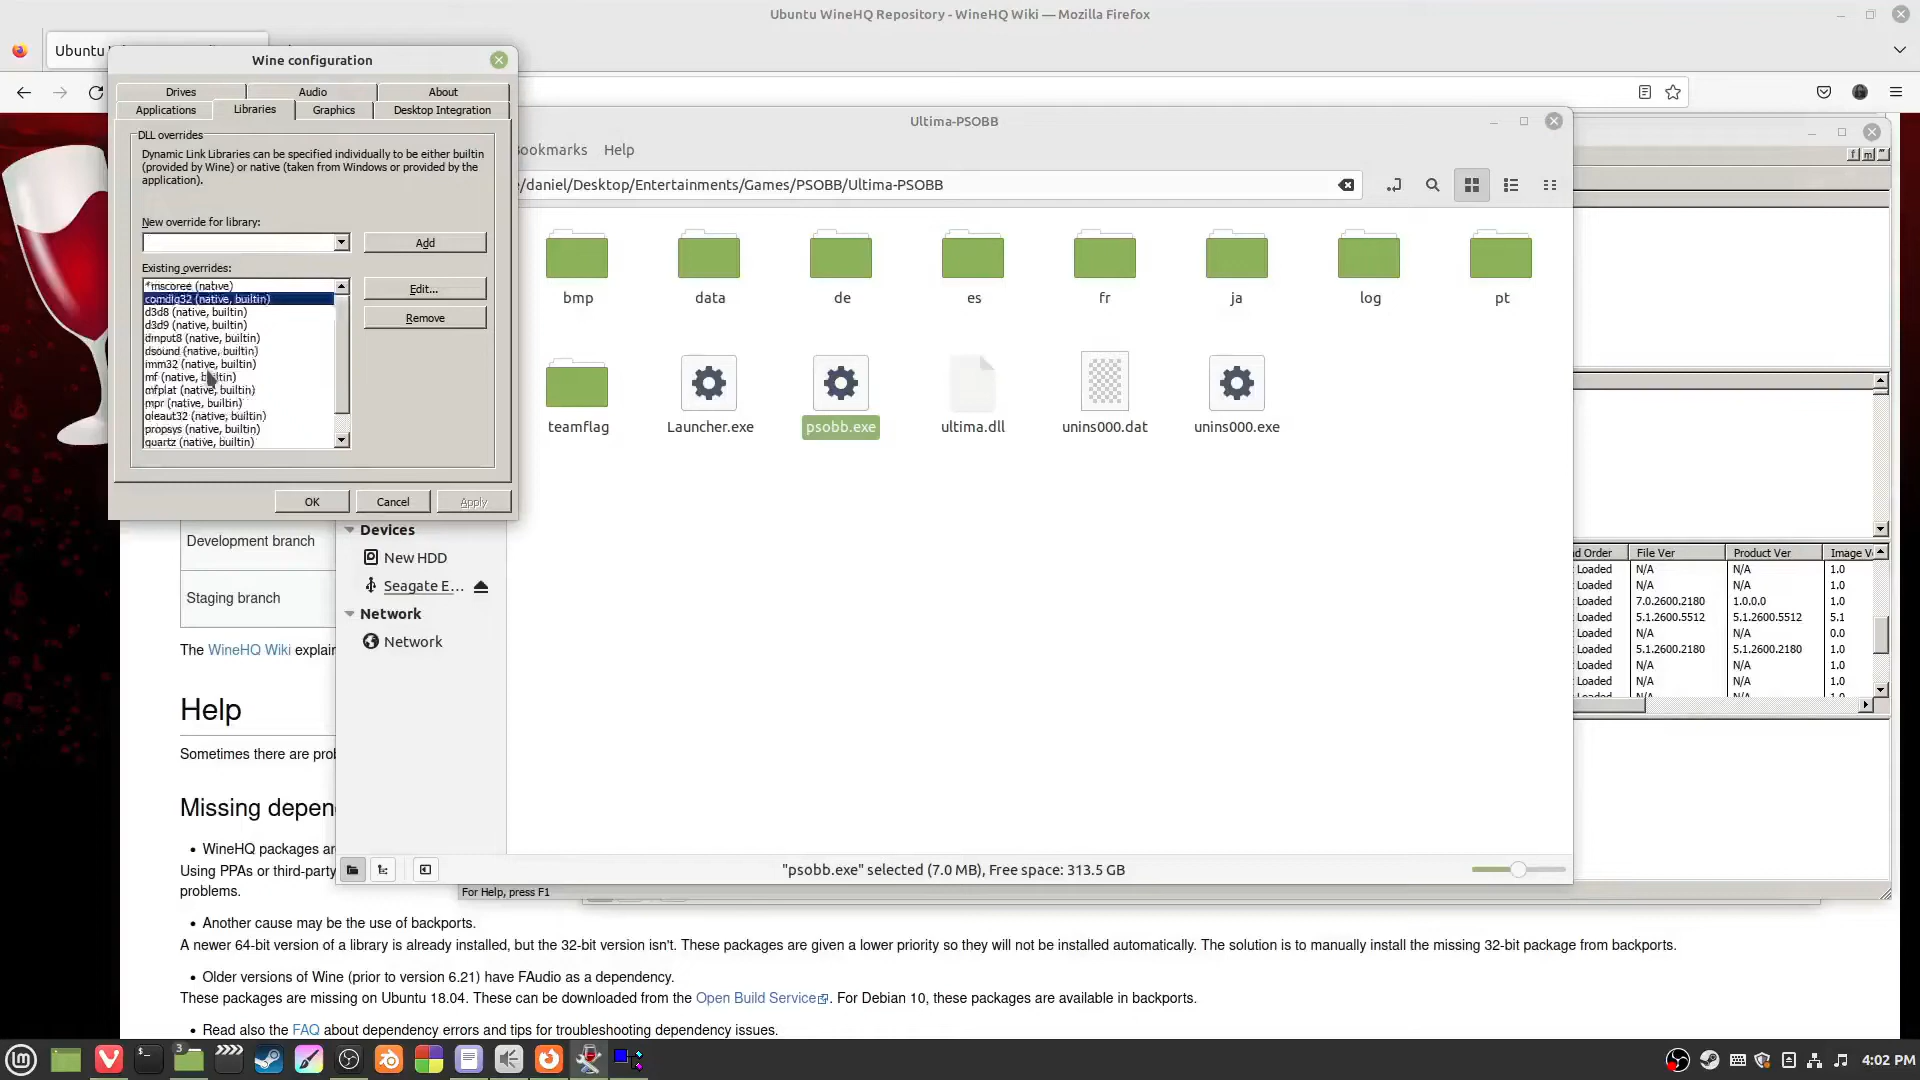 Ubuntu WineHQ Repository - WineHQ Wiki — Mozilla Firefox
Ubuntu
Wine configuration
Drives
Audio
About
Applications
Libraries
Graphics
Desktop Integration
DLL overrides
Dynamic Link Libraries can be specified individually to be either builtin
(provided by Wine) or native (taken from Windows or provided by the
application).
New override for library:
Add
Existing overrides:
*mscoree (native)
comdlg32 (native, builtin)
d3d8 (native, builtin)
d3d9 (native, builtin)
dinput8 (native, builtin)
dsound (native, builtin)
imm32 (native, builtin)
mf (native, builtin)
mfplat (native, builtin)
mpr (native, builtin)
oleaut32 (native, builtin)
propsys (native, builtin)
quartz (native, builtin)
Edit...
Remove
OK
Cancel
Apply
Ultima-PSOBB
Bookmarks
Help
/daniel/Desktop/Entertainments/Games/PSOBB/Ultima-PSOBB
bmp
data
de
es
fr
ja
log
pt
teamflag
Launcher.exe
psobb.exe
ultima.dll
unins000.dat
unins000.exe
Devices
New HDD
Seagate E...
Network
Network
"psobb.exe" selected (7.0 MB), Free space: 313.5 GB
For Help, press F1
d Order
File Ver
Product Ver
Image V
Loaded N/A N/A 1.0
Loaded N/A N/A 1.0
Loaded 7.0.2600.2180 1.0.0.0 1.0
Loaded 5.1.2600.5512 5.1.2600.5512 5.1
Loaded N/A N/A 0.0
Loaded 5.1.2600.2180 5.1.2600.2180 1.0
Loaded N/A N/A 1.0
Loaded N/A N/A 1.0
Loaded N/A N/A 1.0
Development branch
Staging branch
The WineHQ Wiki explain
Help
Sometimes there are prob
Missing depen
• WineHQ packages are
Using PPAs or third-party
problems.
• Another cause may be the use of backports.
A newer 64-bit version of a library is already installed, but the 32-bit version isn't. These packages are given a lower priority so they will not be installed automatically. The solution is to manually install the missing 32-bit package from backports.
• Older versions of Wine (prior to version 6.21) have FAudio as a dependency.
These packages are missing on Ubuntu 18.04. These can be downloaded from the Open Build Service. For Debian 10, these packages are available in backports.
• Read also the FAQ about dependency errors and tips for troubleshooting dependency issues.
3
4:02 PM